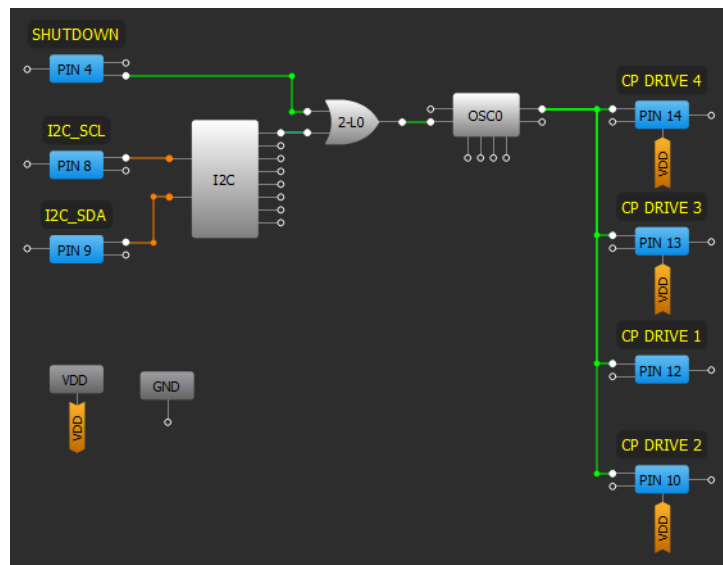 SHUTDOWN
PIN 4
I2C_SCL
PIN 8
I2C_SDA
PIN 9
I2C
2-L0
OSC0
CP DRIVE 4
PIN 14
VDD
CP DRIVE 3
PIN 13
VDD
CP DRIVE 1
PIN 12
CP DRIVE 2
PIN 10
VDD
VDD
VDD
GND